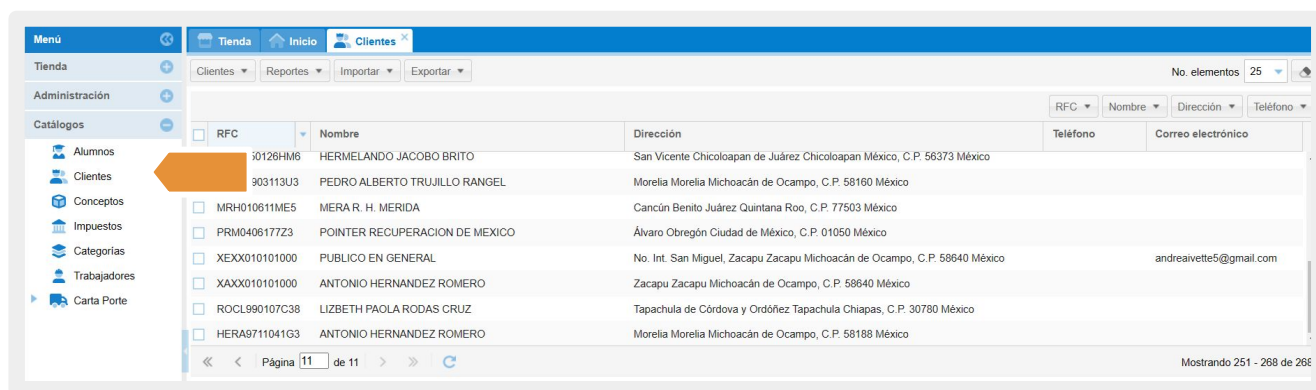 Menú
Tienda Inicio Clientes
Tienda
Clientes Reportes Importar Exportar No. elementos 25
Administración
RFC Nombre Dirección Teléfono
Catálogos
RFC Nombre Dirección Teléfono Correo electrónico
Alumnos
50126HM6 HERMELANDO JACOBO BRITO San Vicente Chicoloapan de Juárez Chicoloapan México, C.P. 56373 México
Clientes
903113U3 PEDRO ALBERTO TRUJILLO RANGEL Morelia Morelia Michoacán de Ocampo, C.P. 58160 México
Conceptos
MRH010611ME5 MERA R. H. MERIDA Cancún Benito Juárez Quintana Roo, C.P. 77503 México
Impuestos
PRM0406177Z3 POINTER RECUPERACION DE MEXICO Álvaro Obregón Ciudad de México, C.P. 01050 México
Categorías
XEXX010101000 PUBLICO EN GENERAL No. Int. San Miguel, Zacapu Zacapu Michoacán de Ocampo, C.P. 58640 México andreaivette5@gmail.com
Trabajadores
XAXX010101000 ANTONIO HERNANDEZ ROMERO Zacapu Zacapu Michoacán de Ocampo, C.P. 58640 México
Carta Porte
ROCL990107C38 LIZBETH PAOLA RODAS CRUZ Tapachula de Córdova y Ordóñez Tapachula Chiapas, C.P. 30780 México
HERA9711041G3 ANTONIO HERNANDEZ ROMERO Morelia Morelia Michoacán de Ocampo, C.P. 58188 México
Página 11 de 11 Mostrando 251 - 268 de 268